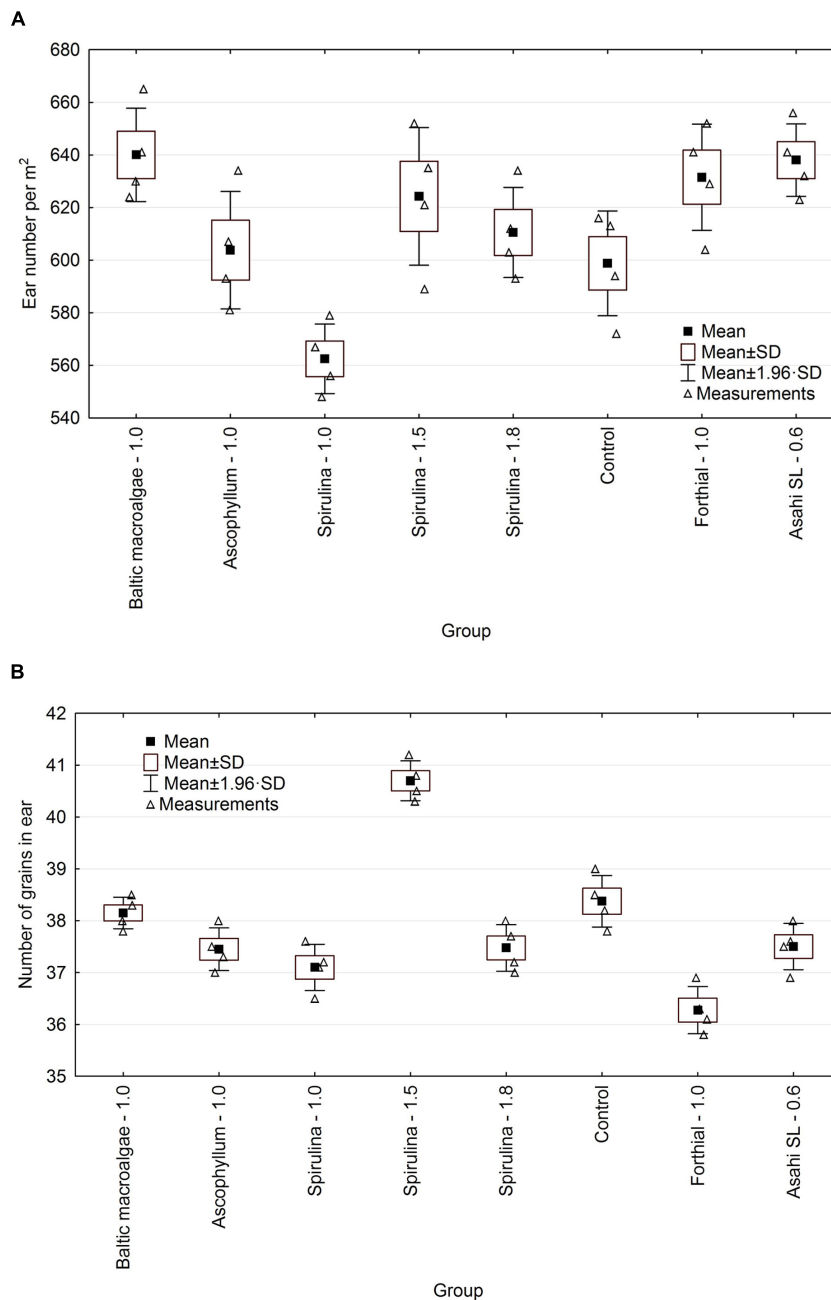 A
680
660
640
620
600
580
560
540
Ear number per m²
Mean
Mean±SD
Mean±1.96·SD
Measurements
Baltic macroalgae - 1.0
Ascophyllum - 1.0
Spirulina - 1.0
Spirulina - 1.5
Spirulina - 1.8
Control
Forthial - 1.0
Asahi SL - 0.6
Group
B
42
41
40
39
38
37
36
35
Number of grains in ear
Mean
Mean±SD
Mean±1.96·SD
Measurements
Baltic macroalgae - 1.0
Ascophyllum - 1.0
Spirulina - 1.0
Spirulina - 1.5
Spirulina - 1.8
Control
Forthial - 1.0
Asahi SL - 0.6
Group